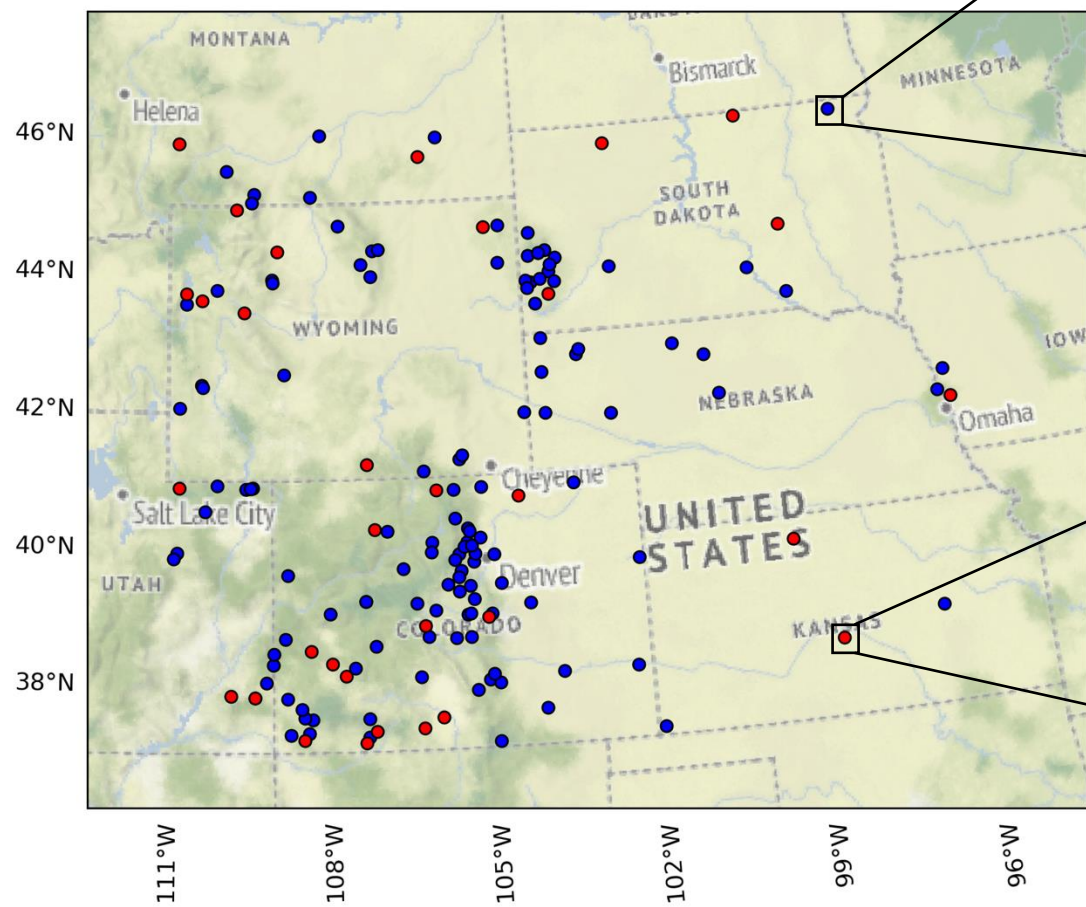 MONTANA
Bismarck
MINNESOTA
Helena
46°N
SOUTH
DAKOTA
44°N
WYOMING
IOW
NEBRASKA
42°N
Omaha
Cheyenne
Salt Lake City
UNITED
STATES
40°N
Denver
UTAH
COLORADO
KANSAS
38°N
111°W
108°W
105°W
102°W
99°W
96°W